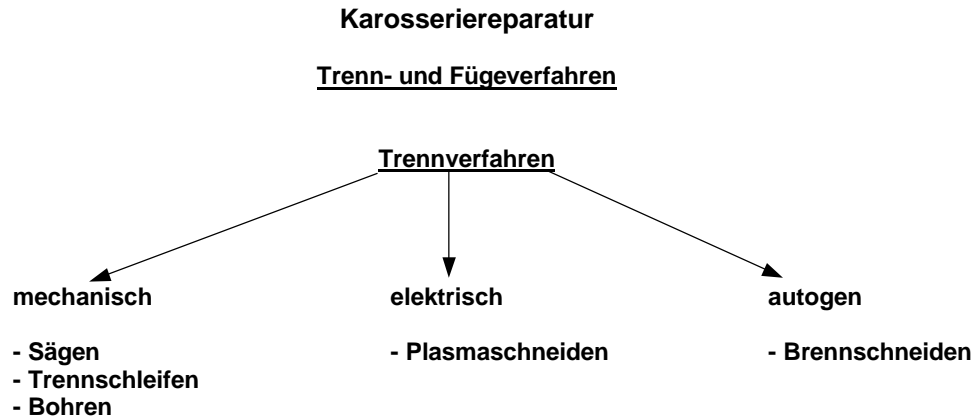 Karosseriereparatur
Trenn- und Fügeverfahren
Trennverfahren
mechanisch
- Sägen
- Trennschleifen
- Bohren
elektrisch
- Plasmaschneiden
autogen
- Brennschneiden